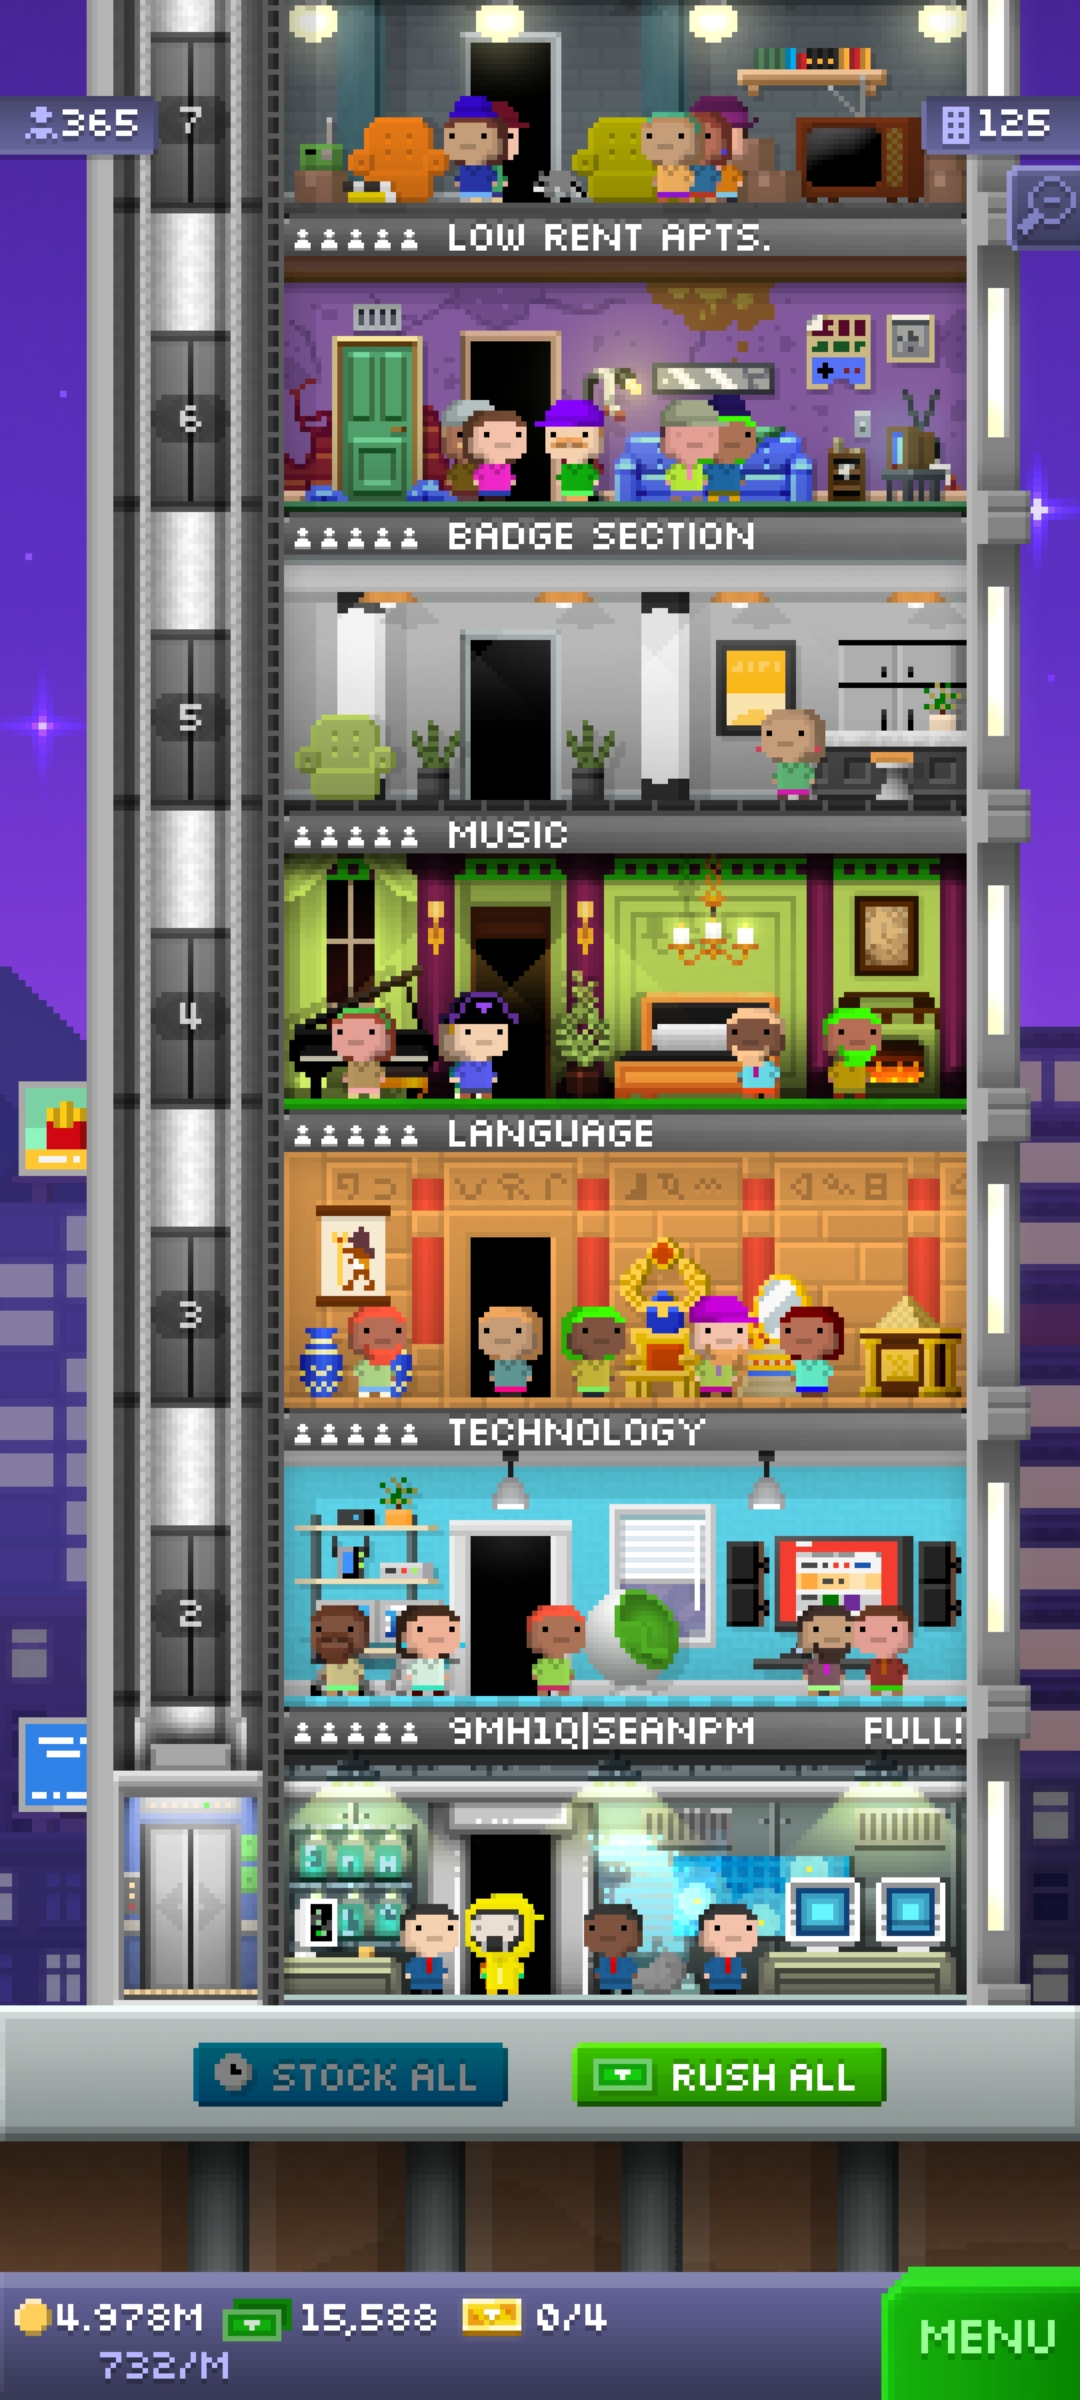 365
7
125
LOW RENT APTS.
6
BADGE SECTION
5
MUSIC
4
LANGUAGE
3
TECHNOLOGY
2
9MH1Q|SEANPM FULL!
STOCK ALL
RUSH ALL
4.978M 15,588 0/4
732/M
MENU